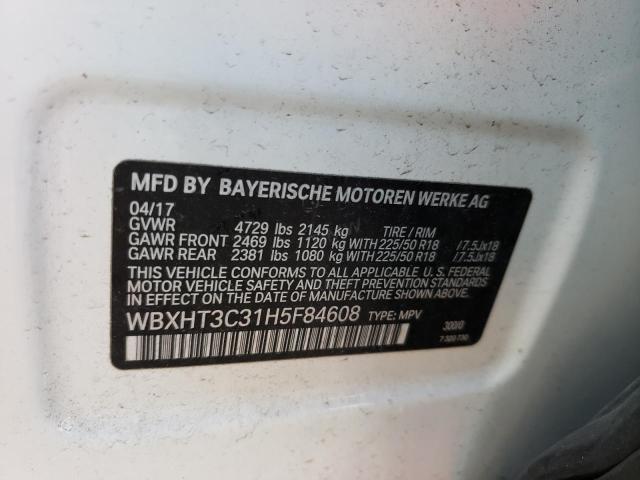 MFD BY BAYERISCHE MOTOREN WERKE AG
04/17
GVWR 4729 lbs 2145 kg TIRE / RIM
GAWR FRONT 2469 lbs 1120 kg WITH 225/50 R18 /7.5Jx18
GAWR REAR 2381 lbs 1080 kg WITH 225/50 R18 /7.5Jx18
THIS VEHICLE CONFORMS TO ALL APPLICABLE U. S. FEDERAL
MOTOR VEHICLE SAFETY AND THEFT PREVENTION STANDARDS
IN EFFECT ON THE DATE OF MANUFACTURE SHOWN ABOVE.
WBXHT3C31H5F84608 TYPE: MPV 300/0